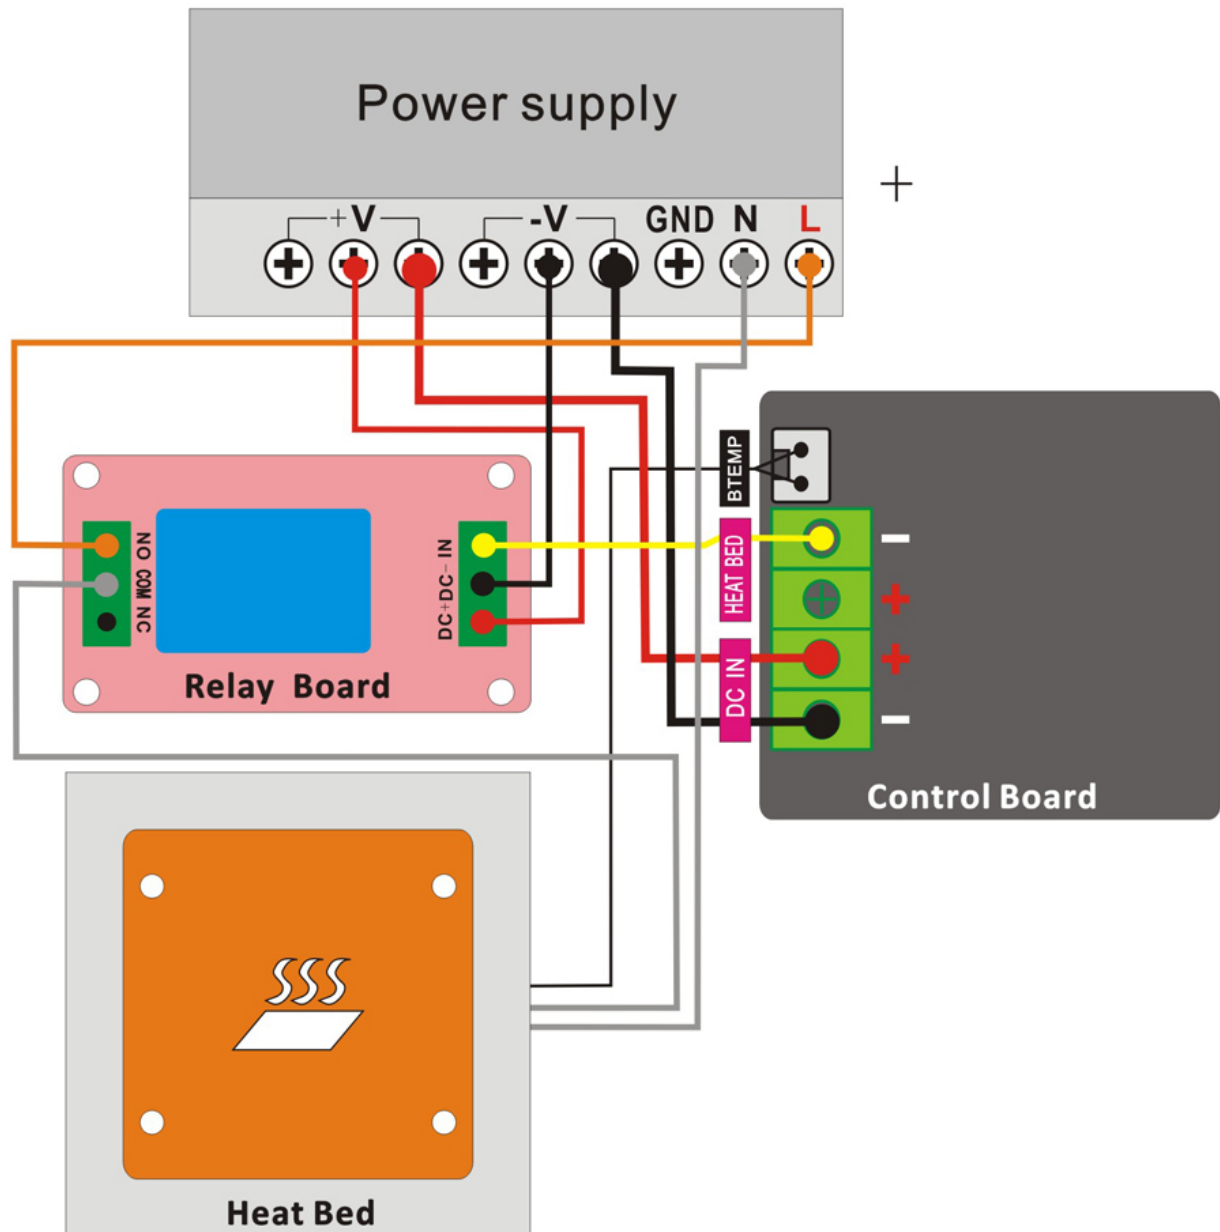 Power supply
+V -V GND N L
BTEMP
HEAT BED
DC IN
−
+
+
−
NO COM NC
DC+DC− IN
Relay Board
Control Board
Heat Bed